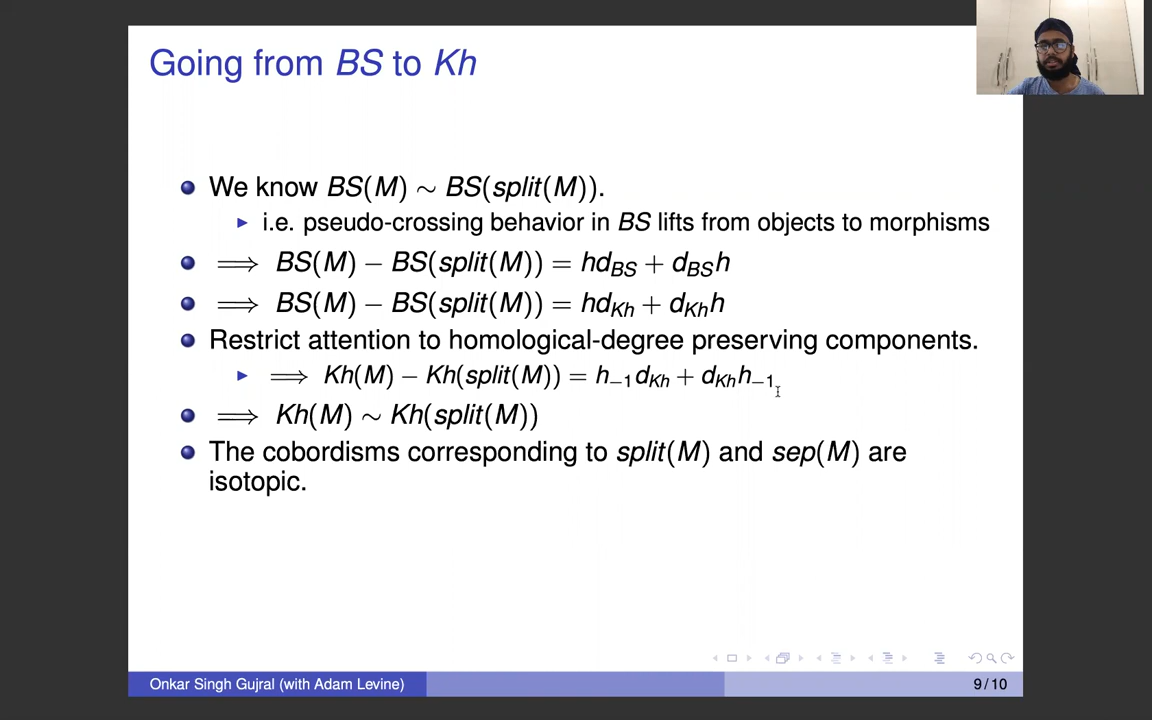 Going from BS to Kh
We know BS(M) ∼ BS(split(M)).
i.e. pseudo-crossing behavior in BS lifts from objects to morphisms
⟹ BS(M) − BS(split(M)) = hd_BS + d_BS h
⟹ BS(M) − BS(split(M)) = hd_Kh + d_Kh h
Restrict attention to homological-degree preserving components.
⟹ Kh(M) − Kh(split(M)) = h_−1 d_Kh + d_Kh h_−1
⟹ Kh(M) ∼ Kh(split(M))
The cobordisms corresponding to split(M) and sep(M) are
isotopic.
Onkar Singh Gujral (with Adam Levine)
9 / 10